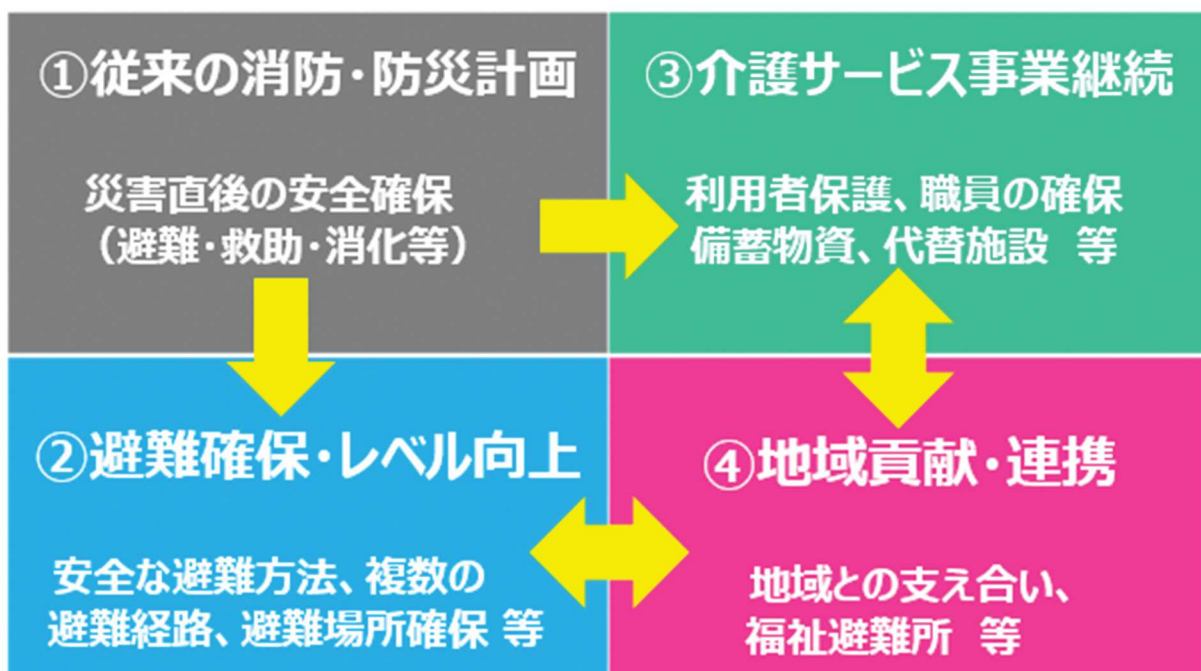 ①従来の消防・防災計画
災害直後の安全確保
（避難・救助・消化等）
②避難確保・レベル向上
安全な避難方法、複数の
避難経路、避難場所確保 等
③介護サービス事業継続
利用者保護、職員の確保
備蓄物資、代替施設 等
④地域貢献・連携
地域との支え合い、
福祉避難所 等